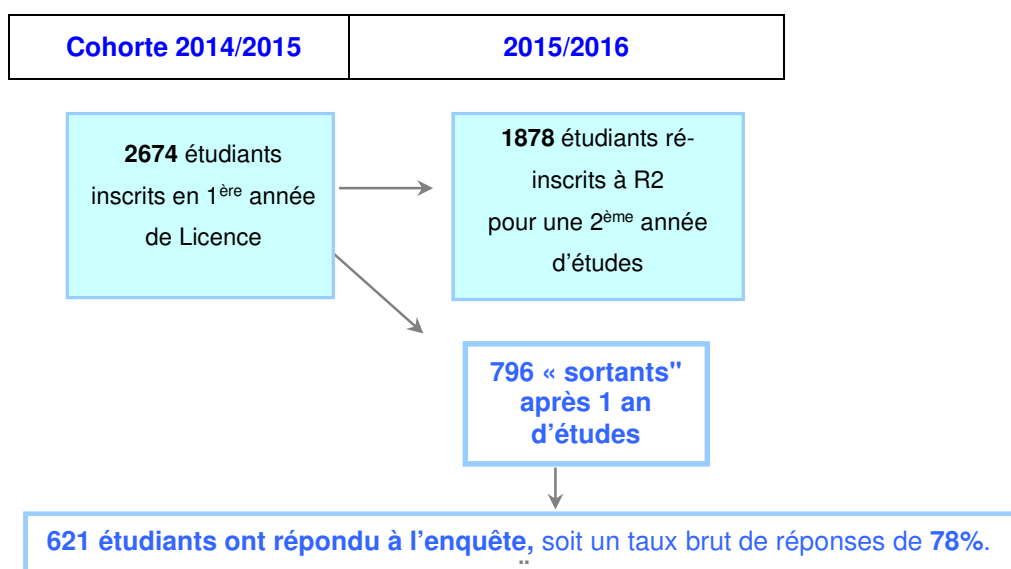 Cohorte 2014/2015
2015/2016
2674 étudiants
inscrits en 1ère année
de Licence
1878 étudiants ré-
inscrits à R2
pour une 2ème année
d'études
796 « sortants"
après 1 an
d'études
621 étudiants ont répondu à l'enquête, soit un taux brut de réponses de 78%.